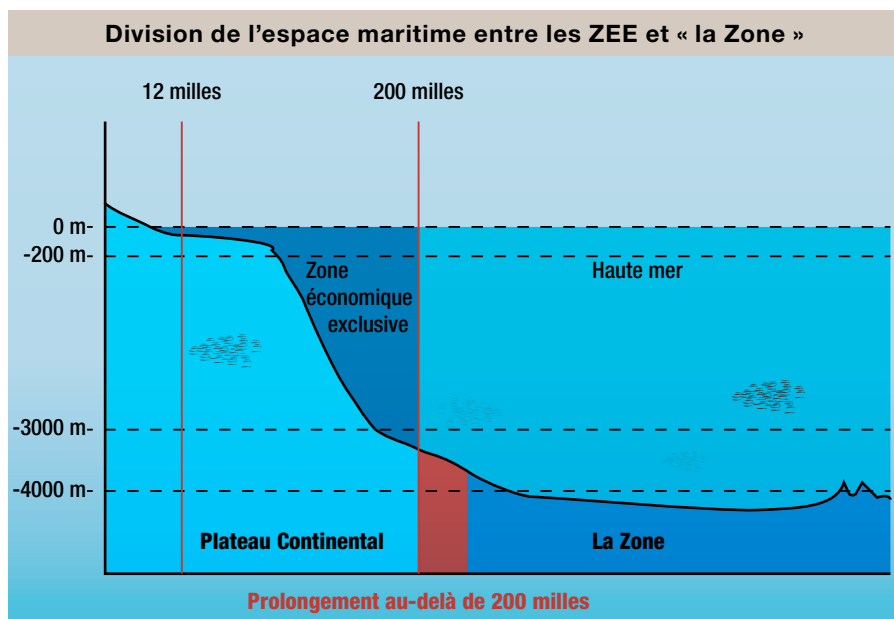 Division de l'espace maritime entre les ZEE et « la Zone »
12 milles
200 milles
0 m-
-200 m-
Zone
économique
exclusive
Haute mer
-3000 m-
-4000 m-
Plateau Continental
La Zone
Prolongement au-delà de 200 milles